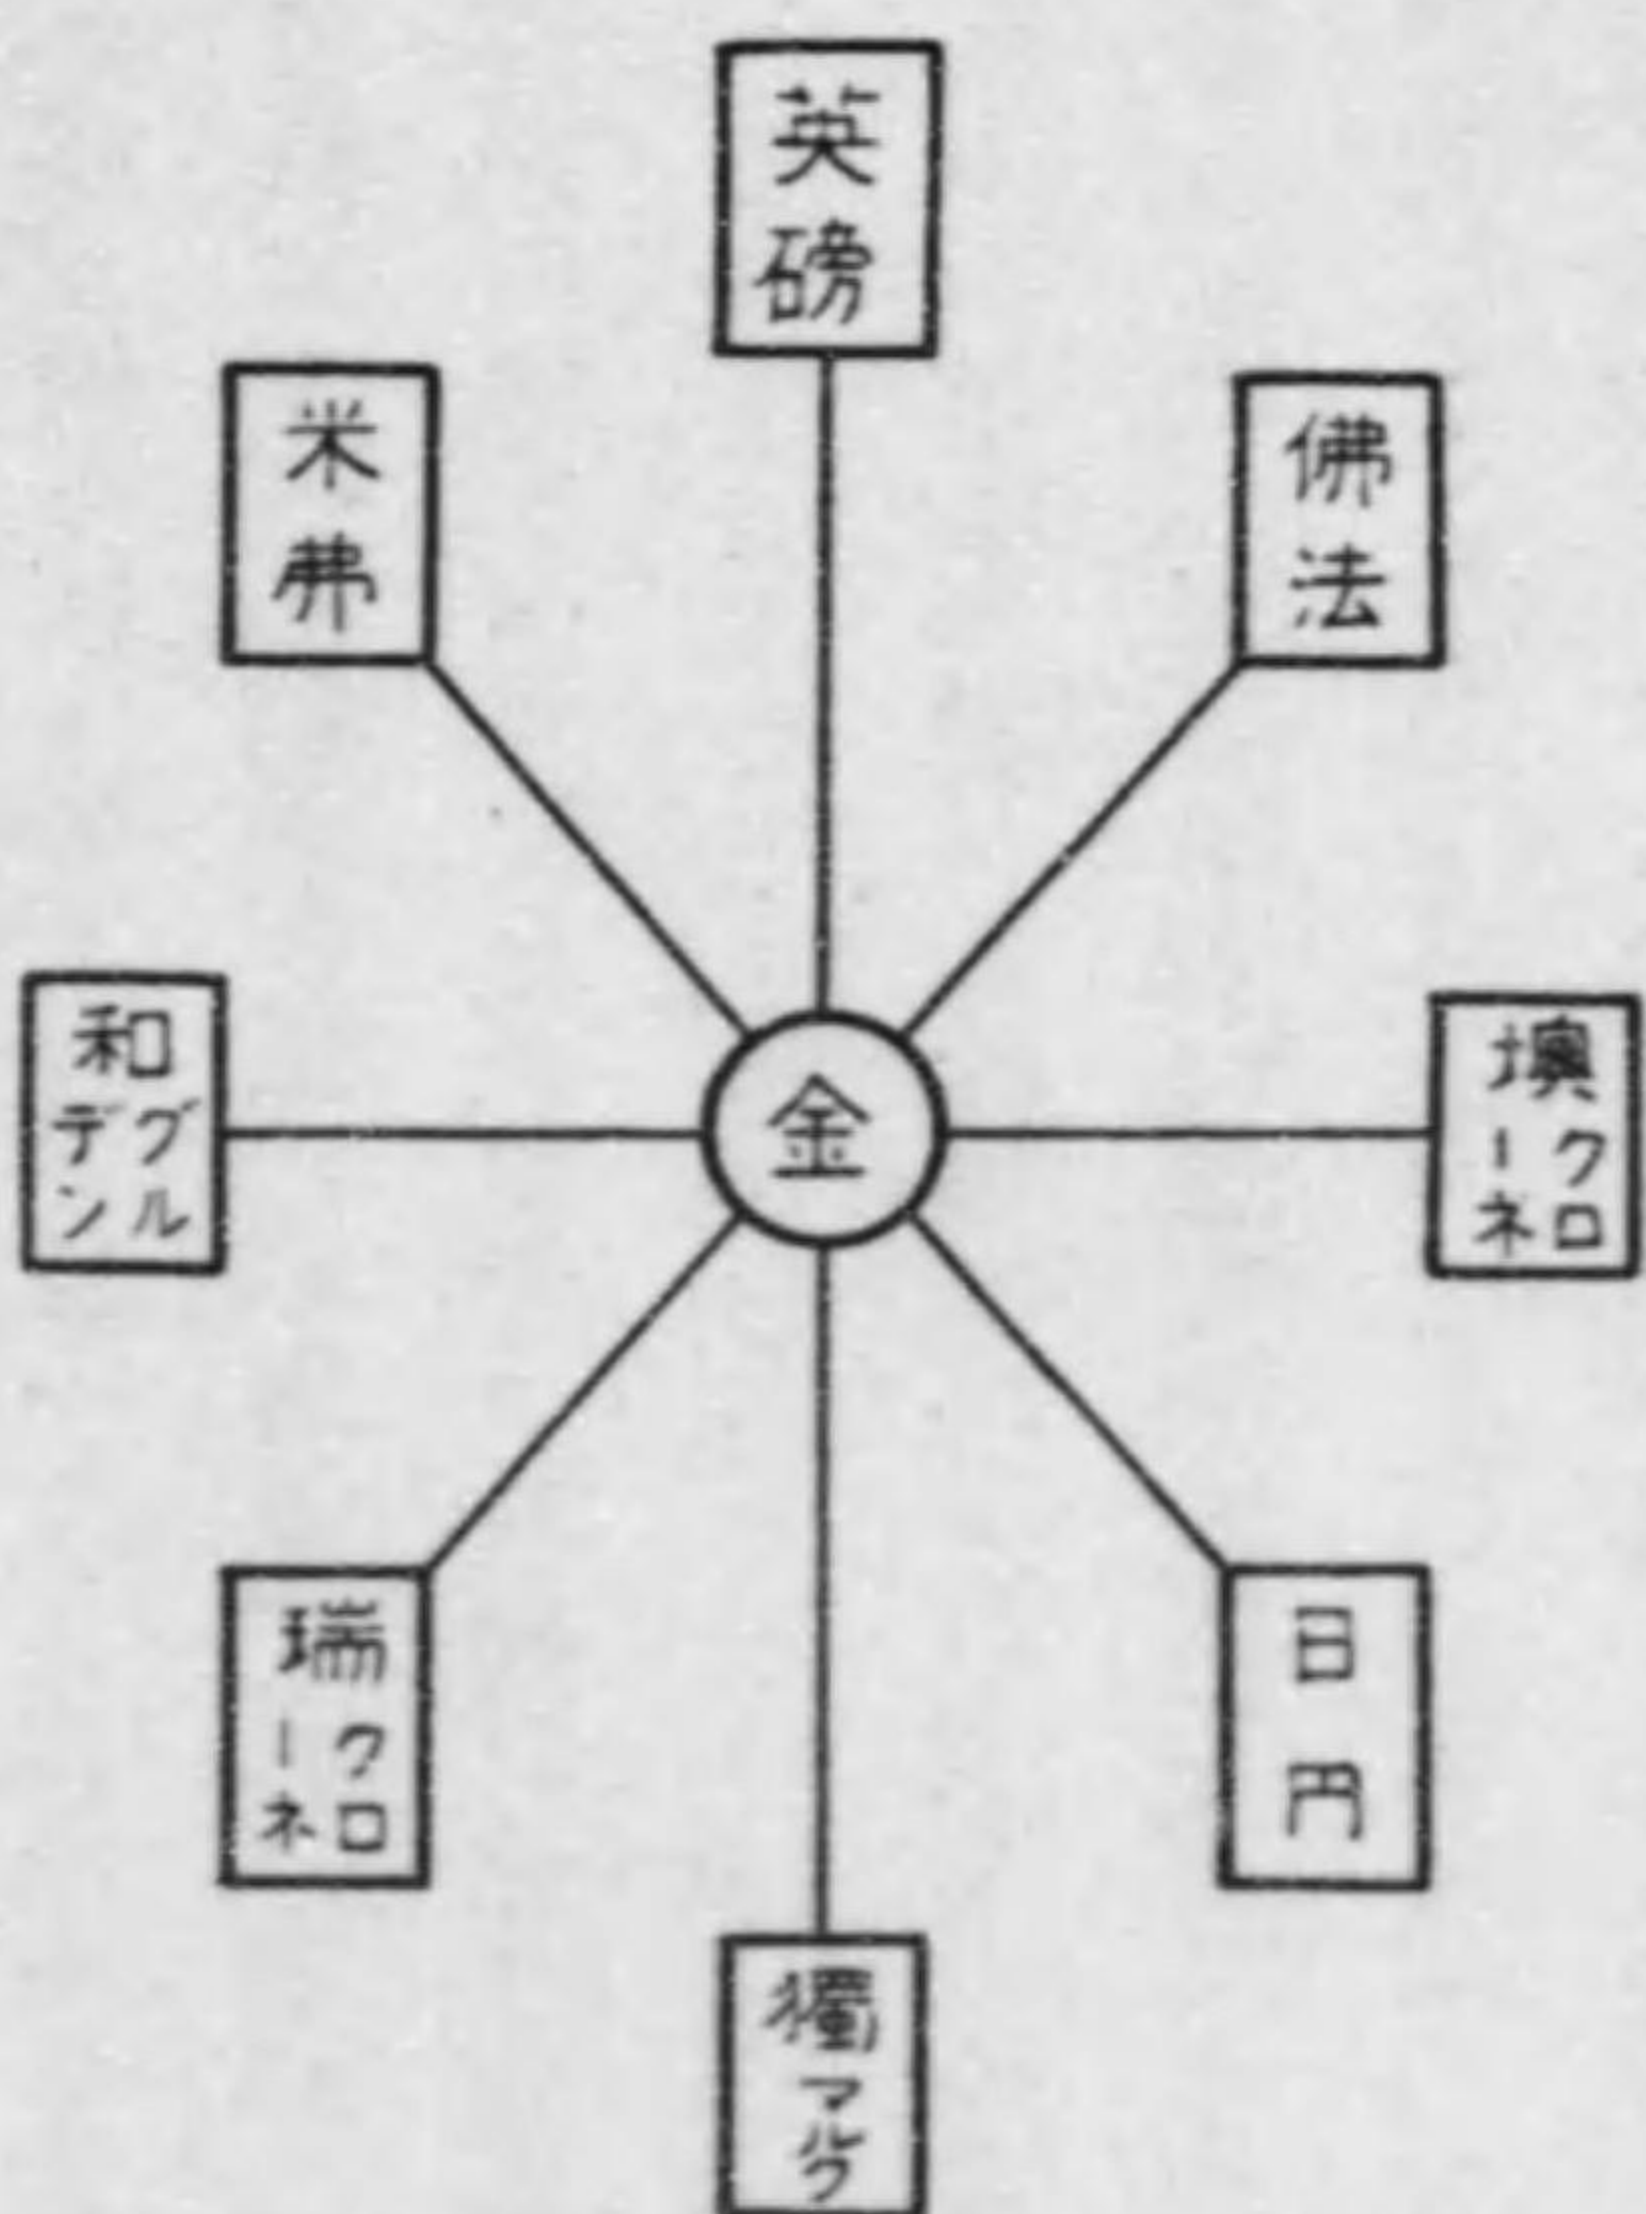 英磅
米弗
佛法
和グルデン
金
墺クローネ
瑞クローネ
日円
獨マルク